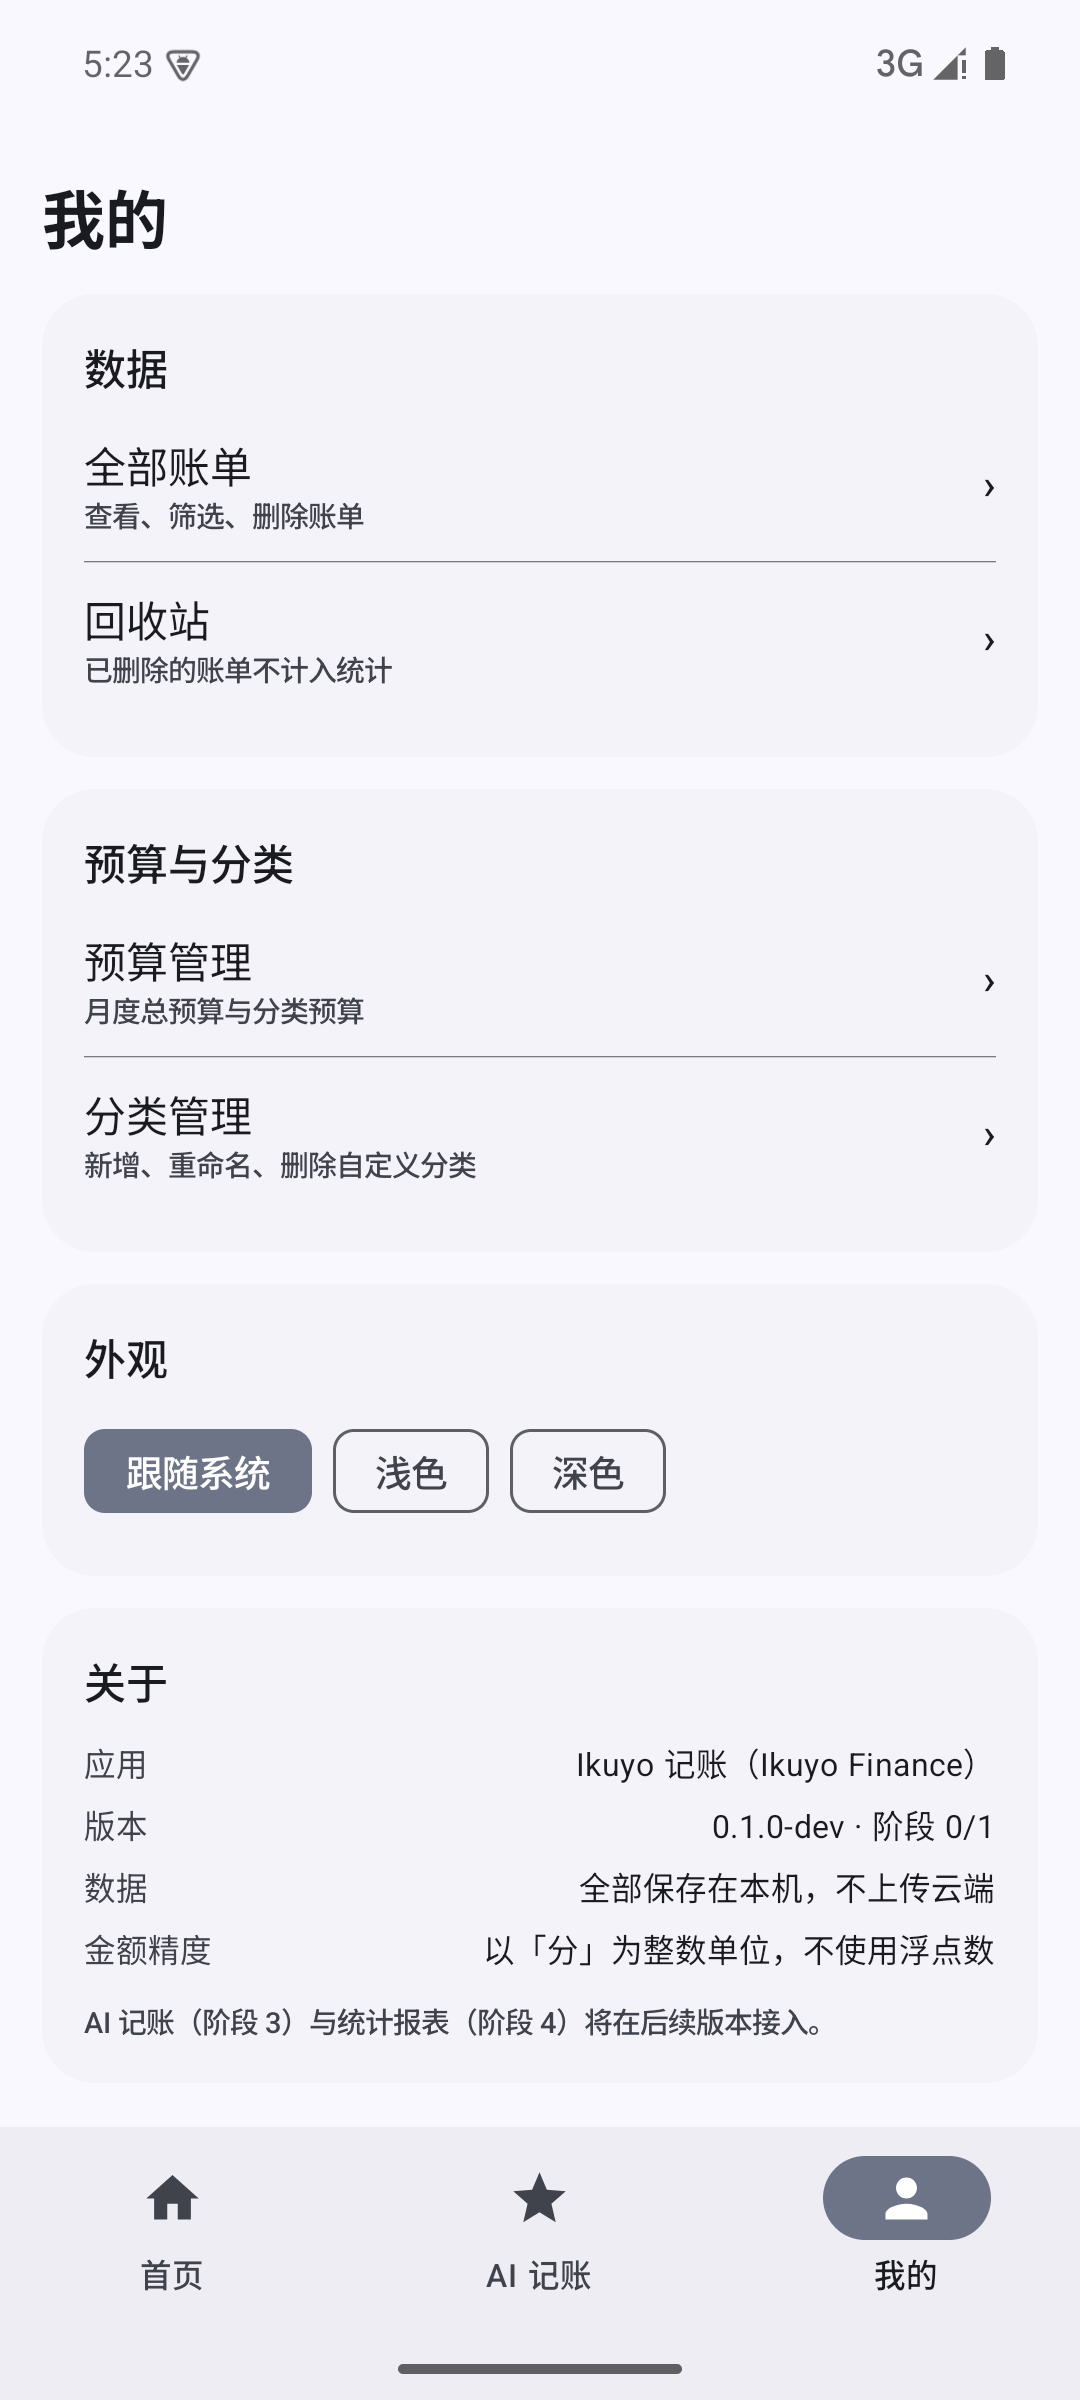 5:23
3G
我的
数据
全部账单
查看、筛选、删除账单
›
回收站
已删除的账单不计入统计
›
预算与分类
预算管理
月度总预算与分类预算
›
分类管理
新增、重命名、删除自定义分类
›
外观
跟随系统 浅色 深色
关于
应用 Ikuyo 记账（Ikuyo Finance）
版本 0.1.0-dev · 阶段 0/1
数据 全部保存在本机，不上传云端
金额精度 以「分」为整数单位，不使用浮点数
AI 记账（阶段 3）与统计报表（阶段 4）将在后续版本接入。
首页 AI 记账 我的